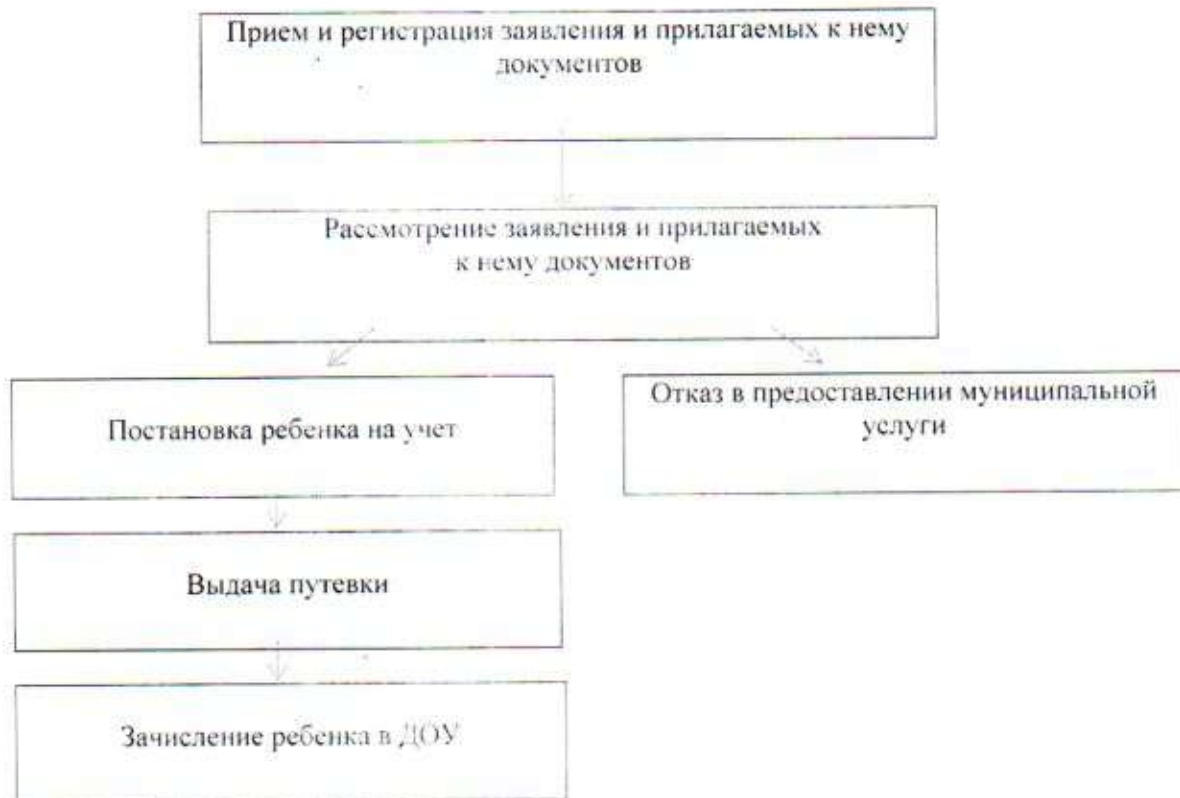 Прием и регистрация заявления и прилагаемых к нему
документов
Рассмотрение заявления и прилагаемых
к нему документов
Постановка ребенка на учет
Отказ в предоставлении муниципальной
услуги
Выдача путевки
Зачисление ребенка в ДОУ